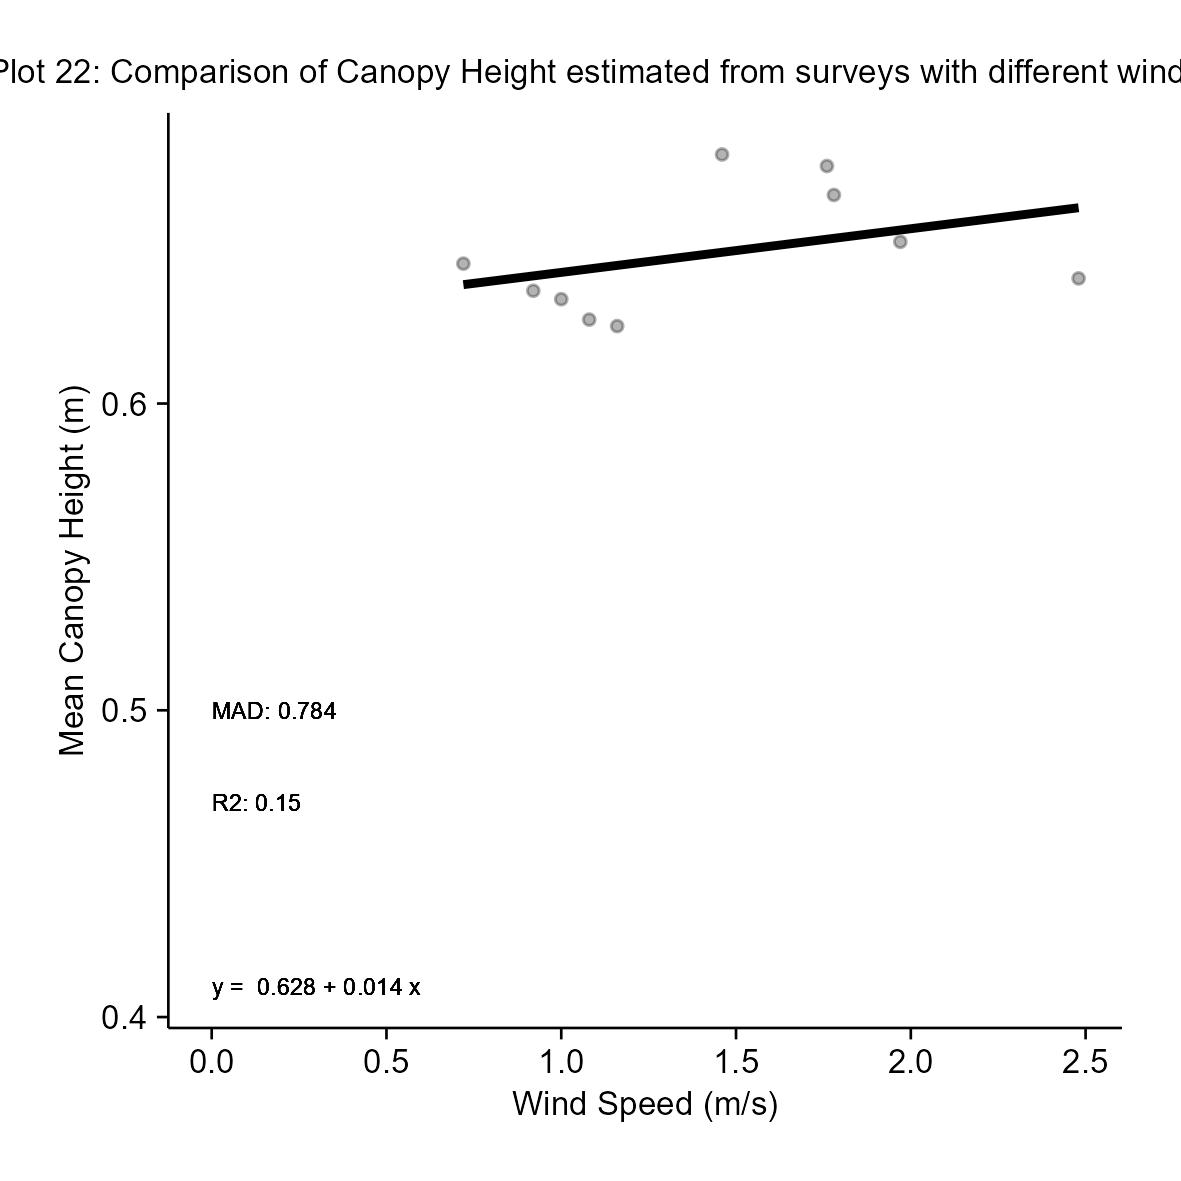 Plot 22: Comparison of Canopy Height estimated from surveys with different wind
Mean Canopy Height (m)
0.6
0.5
0.4
MAD: 0.784
R2: 0.15
y =  0.628 + 0.014 x
0.0 0.5 1.0 1.5 2.0 2.5
Wind Speed (m/s)